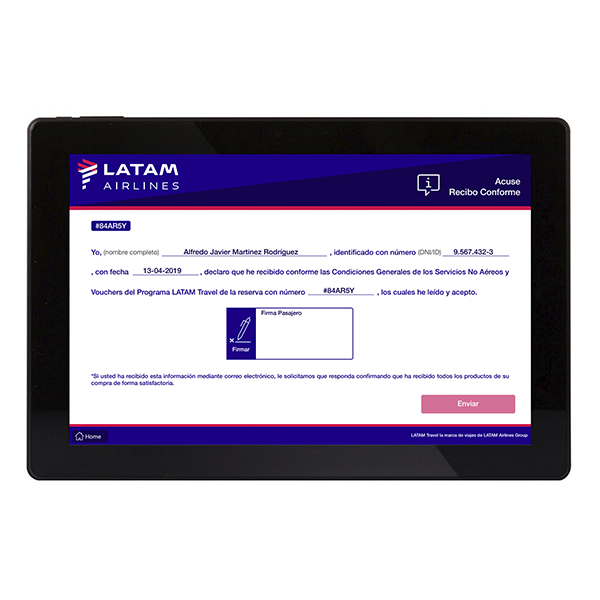 LATAM
AIRLINES
i
Acuse
Recibo Conforme
#84AR5Y
Yo, (nombre completo) Alfredo Javier Martinez Rodríguez , identificado con número (DNI/ID) 9.567.432-3
, con fecha 13-04-2019 , declaro que he recibido conforme las Condiciones Generales de los Servicios No Aéreos y
Vouchers del Programa LATAM Travel de la reserva con número #84AR5Y , los cuales he leído y acepto.
Firma Pasajero
x
Firmar
*Si usted ha recibido esta información mediante correo electrónico, le solicitamos que responda confirmando que ha recibido todos los productos de su
compra de forma satisfactoria.
Enviar
Home
LATAM Travel la marca de viajes de LATAM Airlines Group